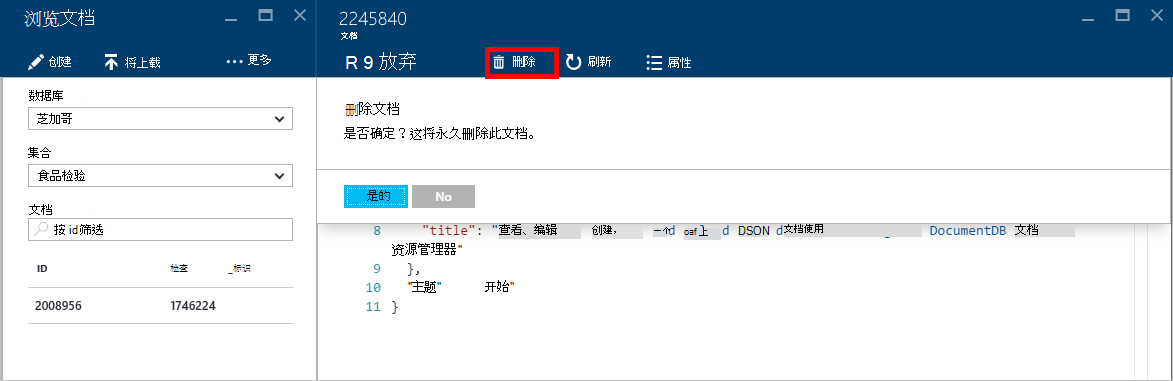 浏览文档
创建 将上载 ... 更多
数据库
芝加哥
集合
食品检验
文档
按 id筛选
ID 检查 _标识
2008956 1746224
2245840
文档
R 9 放弃 删除 刷新 属性
删除文档
是否确定？这将永久删除此文档。
是的 No
8 "title": "查看、编辑 创建， 一个d oaf上 d DSON d文档使用 _ DocumentDB 文档
资源管理器"
9 },
10 "主题" 开始"
11 }